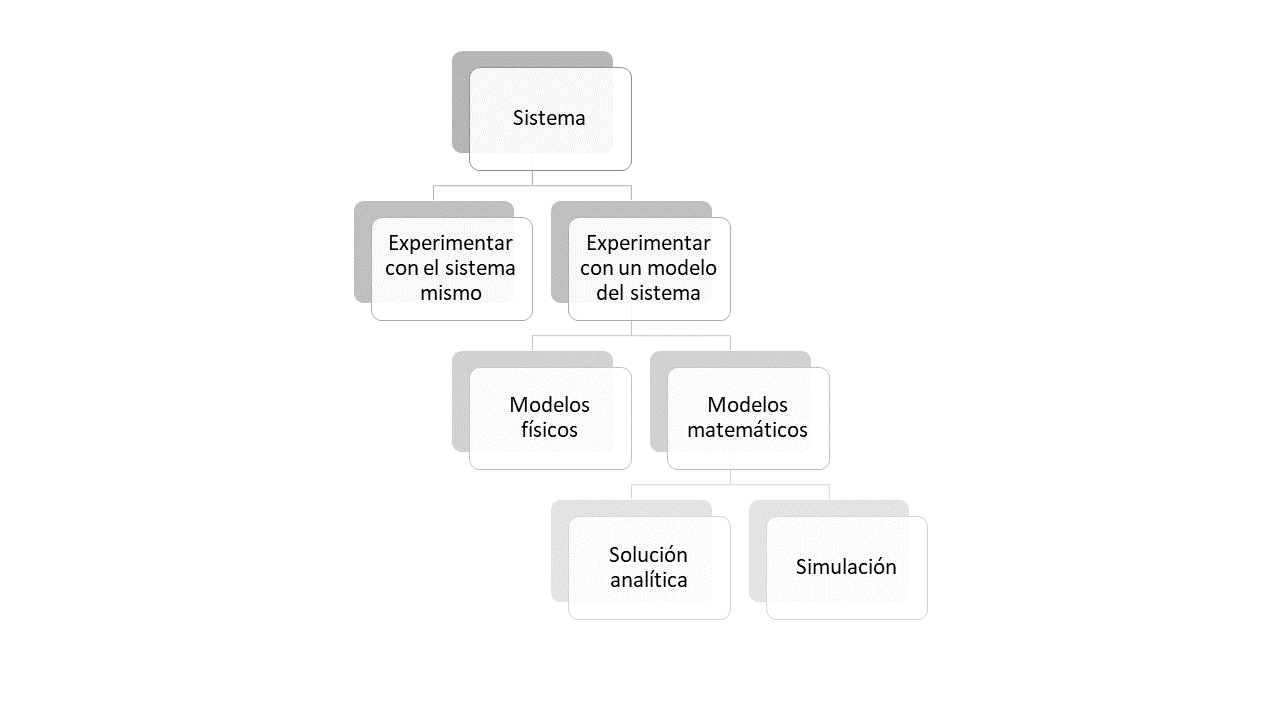 Sistema
Experimentar
con el sistema
mismo
Experimentar
con un modelo
del sistema
Modelos
físicos
Modelos
matemáticos
Solución
analítica
Simulación